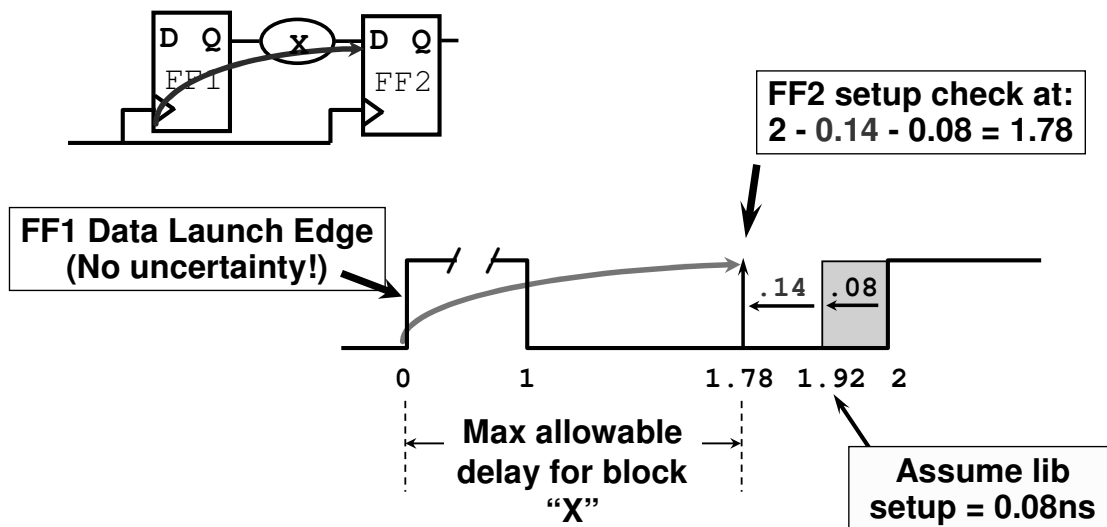 D Q
FF1
X
D Q
FF2
FF2 setup check at:
2 - 0.14 - 0.08 = 1.78
FF1 Data Launch Edge
(No uncertainty!)
.14
.08
0
1
1.78
1.92
2
Max allowable
delay for block
“X”
Assume lib
setup = 0.08ns